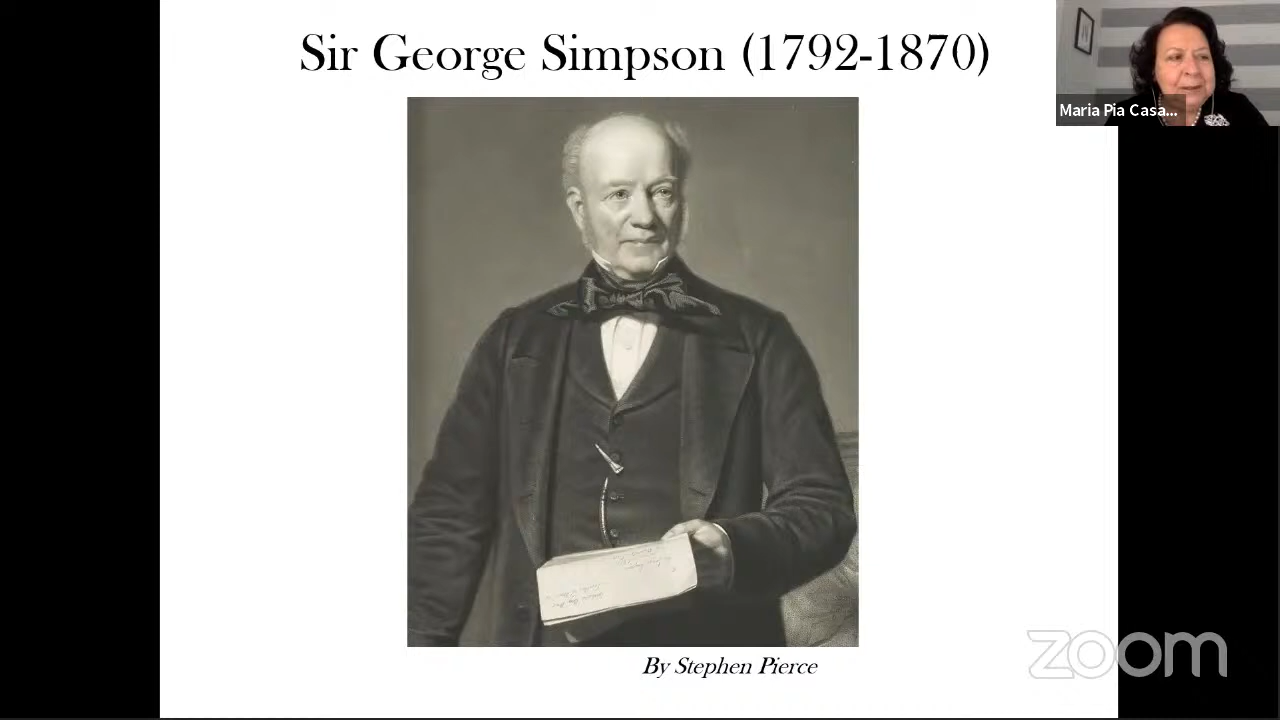 Sir George Simpson (1792-1870)
Maria Pia Casa...
By Stephen Pierce
zoom